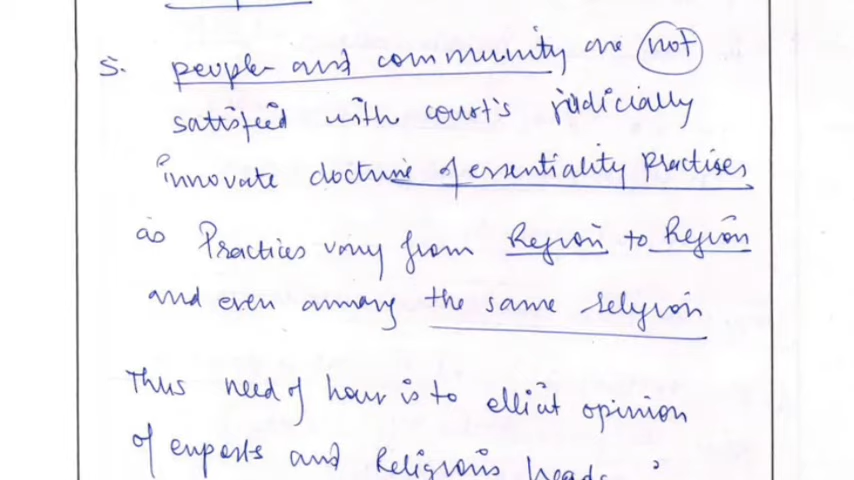 5. people and community are not
satisfied with court's judicially
innovate doctrine of essentiality practises
as Practices vary from Region to Region
and even among the same religion
Thus need of hour is to ellicit opinion
of experts and Religious heads